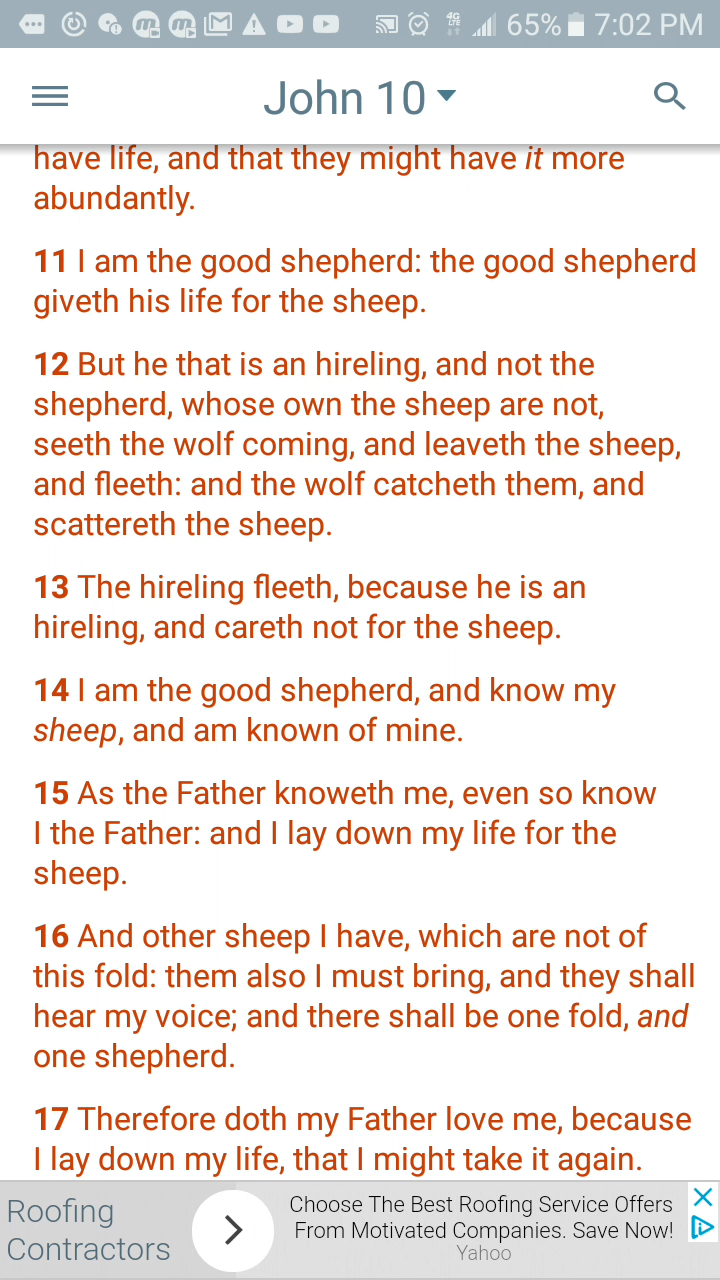 65% 7:02 PM
4G LTE
John 10
have life, and that they might have it more
abundantly.
11 I am the good shepherd: the good shepherd
giveth his life for the sheep.
12 But he that is an hireling, and not the
shepherd, whose own the sheep are not,
seeth the wolf coming, and leaveth the sheep,
and fleeth: and the wolf catcheth them, and
scattereth the sheep.
13 The hireling fleeth, because he is an
hireling, and careth not for the sheep.
14 I am the good shepherd, and know my
sheep, and am known of mine.
15 As the Father knoweth me, even so know
I the Father: and I lay down my life for the
sheep.
16 And other sheep I have, which are not of
this fold: them also I must bring, and they shall
hear my voice; and there shall be one fold, and
one shepherd.
17 Therefore doth my Father love me, because
I lay down my life, that I might take it again.
Roofing
Contractors
Choose The Best Roofing Service Offers
From Motivated Companies. Save Now!
Yahoo